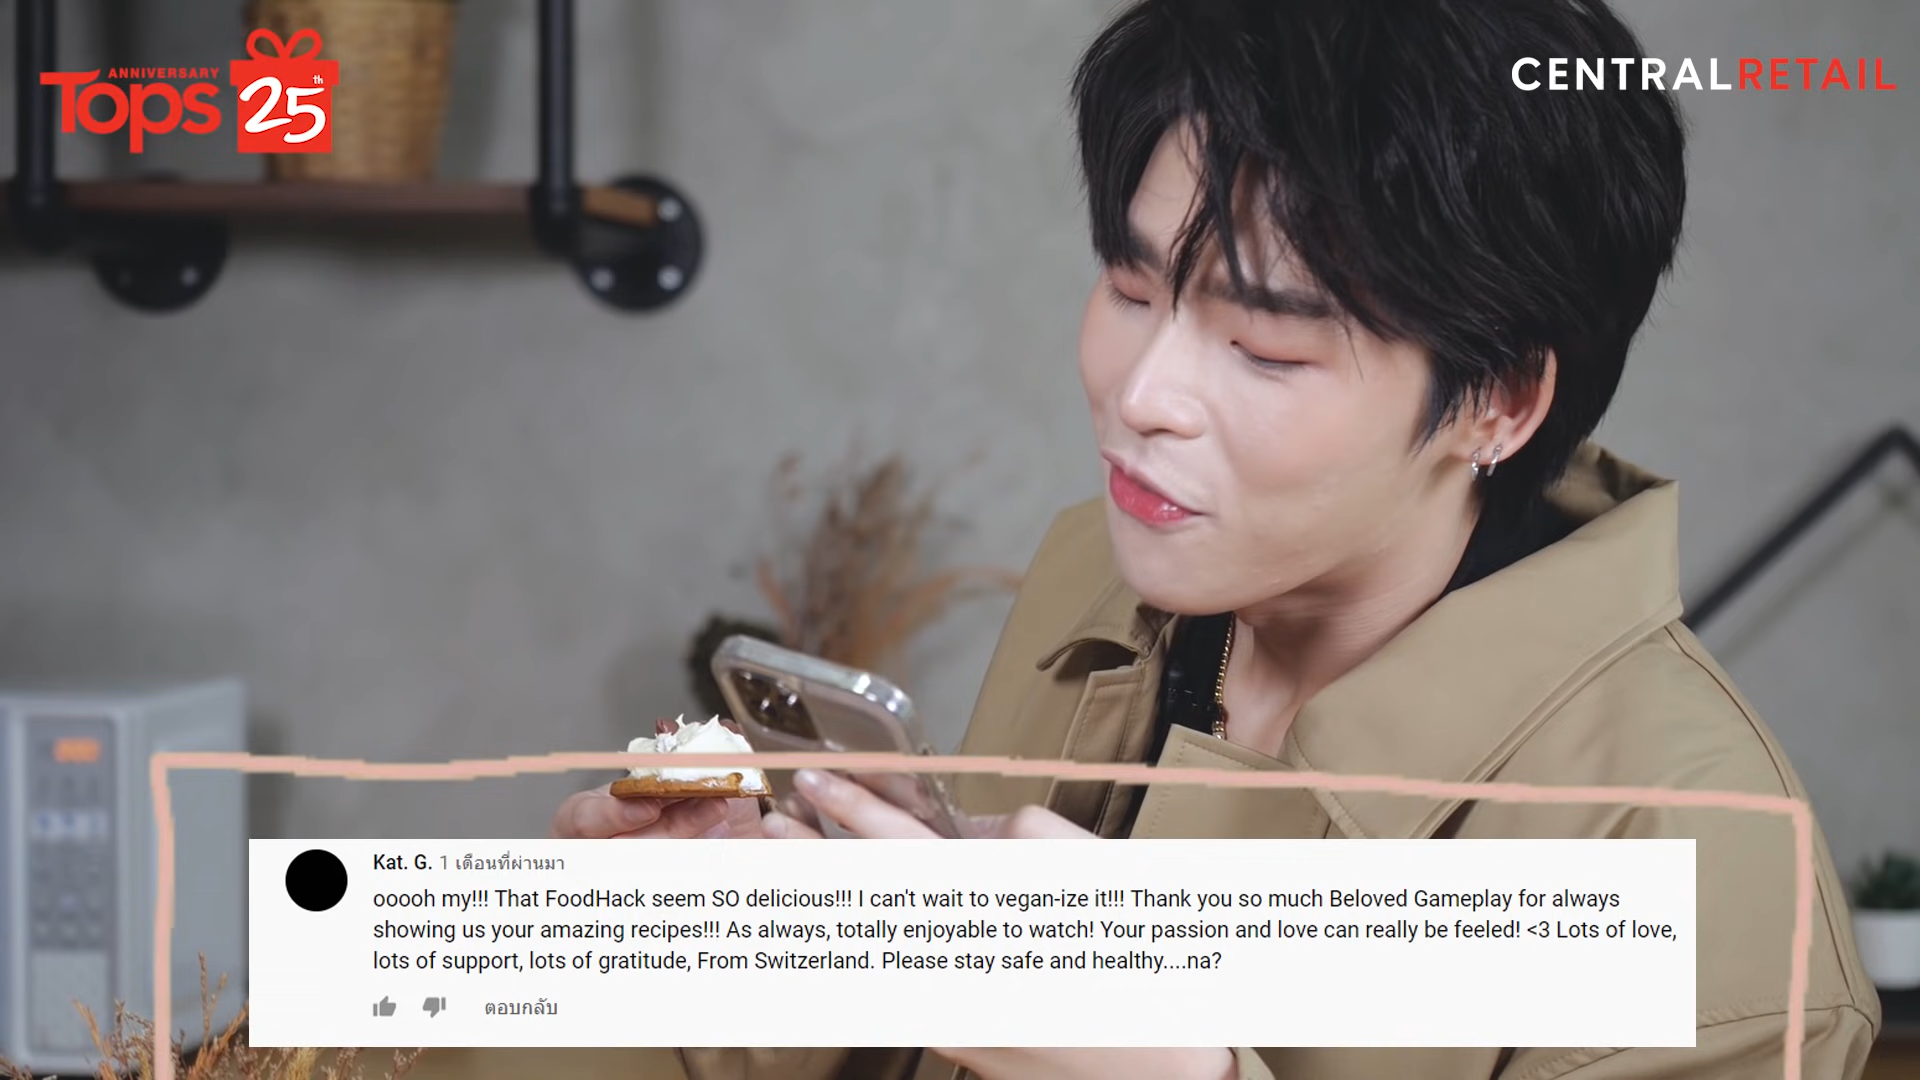 ANNIVERSARY
Tops 25th
CENTRALRETAIL
Kat. G. 1 เดือนที่ผ่านมา
ooooh my!!! That FoodHack seem SO delicious!!! I can't wait to vegan-ize it!!! Thank you so much Beloved Gameplay for always
showing us your amazing recipes!!! As always, totally enjoyable to watch! Your passion and love can really be feeled! <3 Lots of love,
lots of support, lots of gratitude, From Switzerland. Please stay safe and healthy....na?
ตอบกลับ